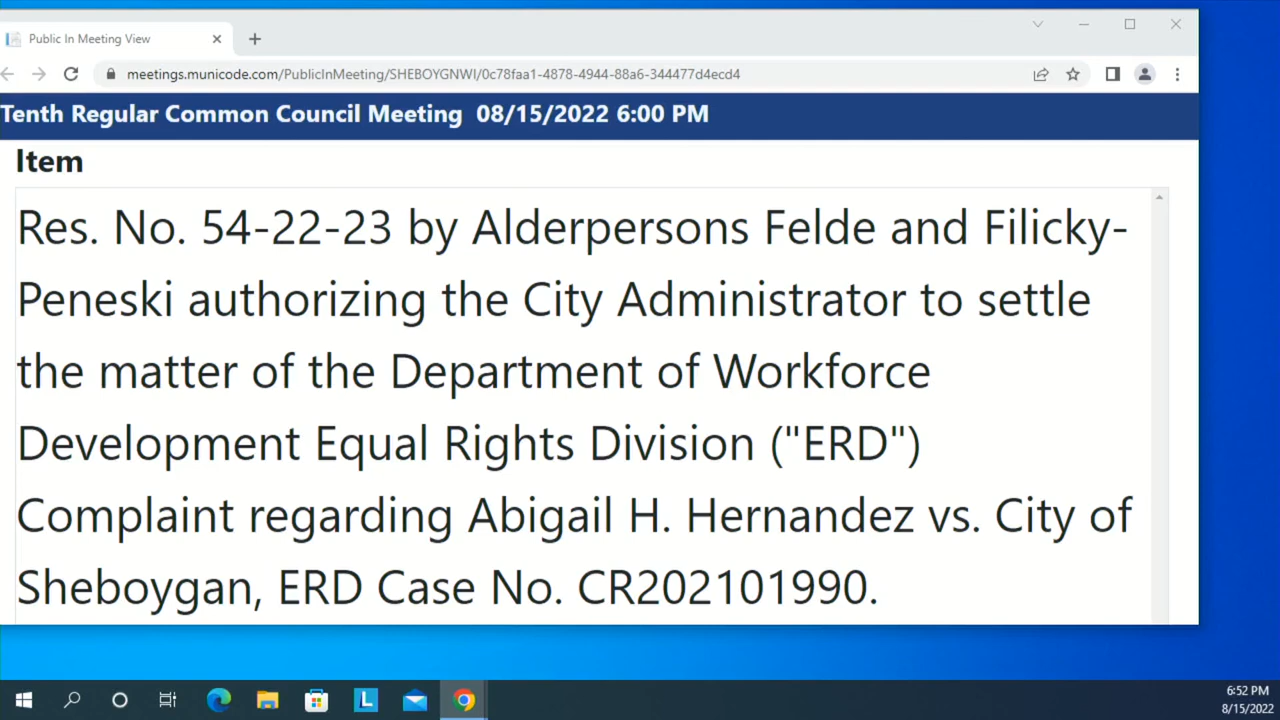 Public In Meeting View
meetings.municode.com/PublicInMeeting/SHEBOYGNWI/0c78faa1-4878-4944-88a6-344477d4ecd4
Tenth Regular Common Council Meeting 08/15/2022 6:00 PM
Item
Res. No. 54-22-23 by Alderpersons Felde and Filicky-
Peneski authorizing the City Administrator to settle
the matter of the Department of Workforce
Development Equal Rights Division ("ERD")
Complaint regarding Abigail H. Hernandez vs. City of
Sheboygan, ERD Case No. CR202101990.
L
6:52 PM
8/15/2022